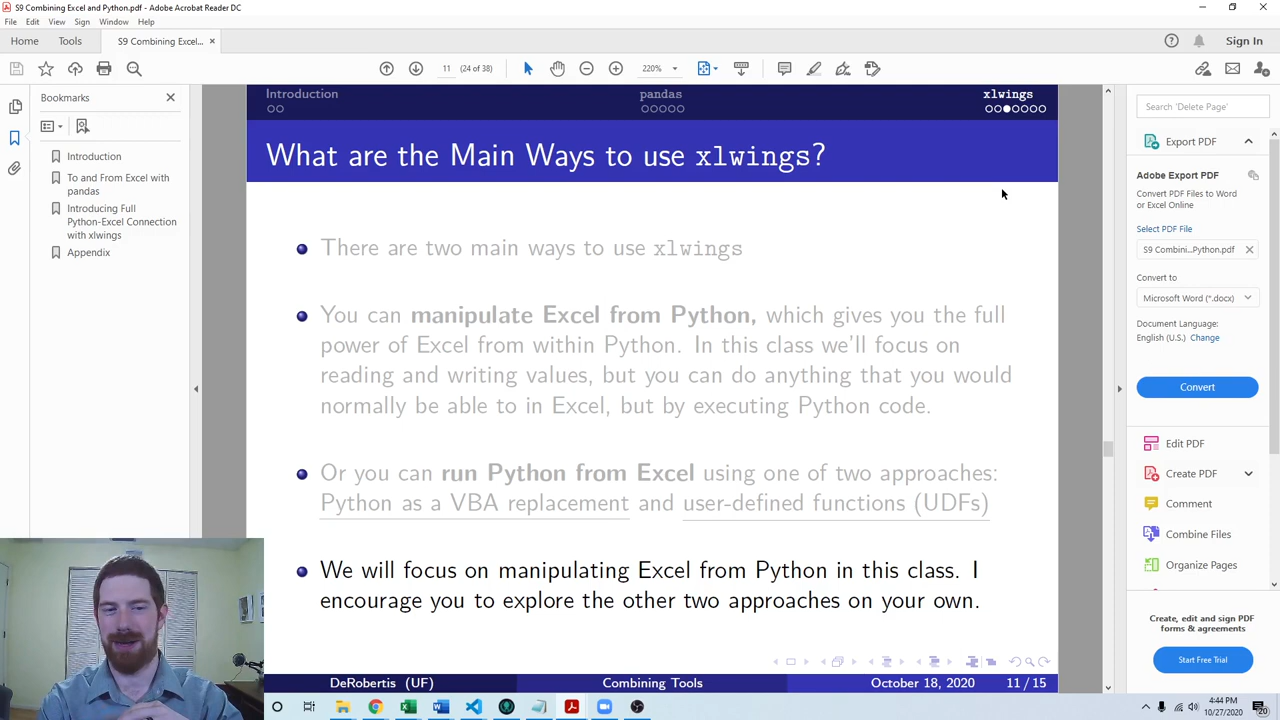 S9 Combining Excel and Python.pdf - Adobe Acrobat Reader DC
File Edit View Sign Window Help
Home Tools S9 Combining Excel... × Sign In
11 (24 of 38) 220%
Bookmarks
Introduction
To and From Excel with
pandas
Introducing Full
Python-Excel Connection
with xlwings
Appendix
Introduction pandas xlwings
What are the Main Ways to use xlwings?
There are two main ways to use xlwings
You can manipulate Excel from Python, which gives you the full
power of Excel from within Python. In this class we'll focus on
reading and writing values, but you can do anything that you would
normally be able to in Excel, but by executing Python code.
Or you can run Python from Excel using one of two approaches:
Python as a VBA replacement and user-defined functions (UDFs)
We will focus on manipulating Excel from Python in this class. I
encourage you to explore the other two approaches on your own.
DeRobertis (UF) Combining Tools October 18, 2020 11 / 15
Search 'Delete Page'
Export PDF
Adobe Export PDF
Convert PDF Files to Word
or Excel Online
Select PDF File
S9 Combini...Python.pdf ×
Convert to
Microsoft Word (*.docx)
Document Language:
English (U.S.) Change
Convert
Edit PDF
Create PDF
Comment
Combine Files
Organize Pages
Create, edit and sign PDF
forms & agreements
Start Free Trial
4:44 PM
10/27/2020
20